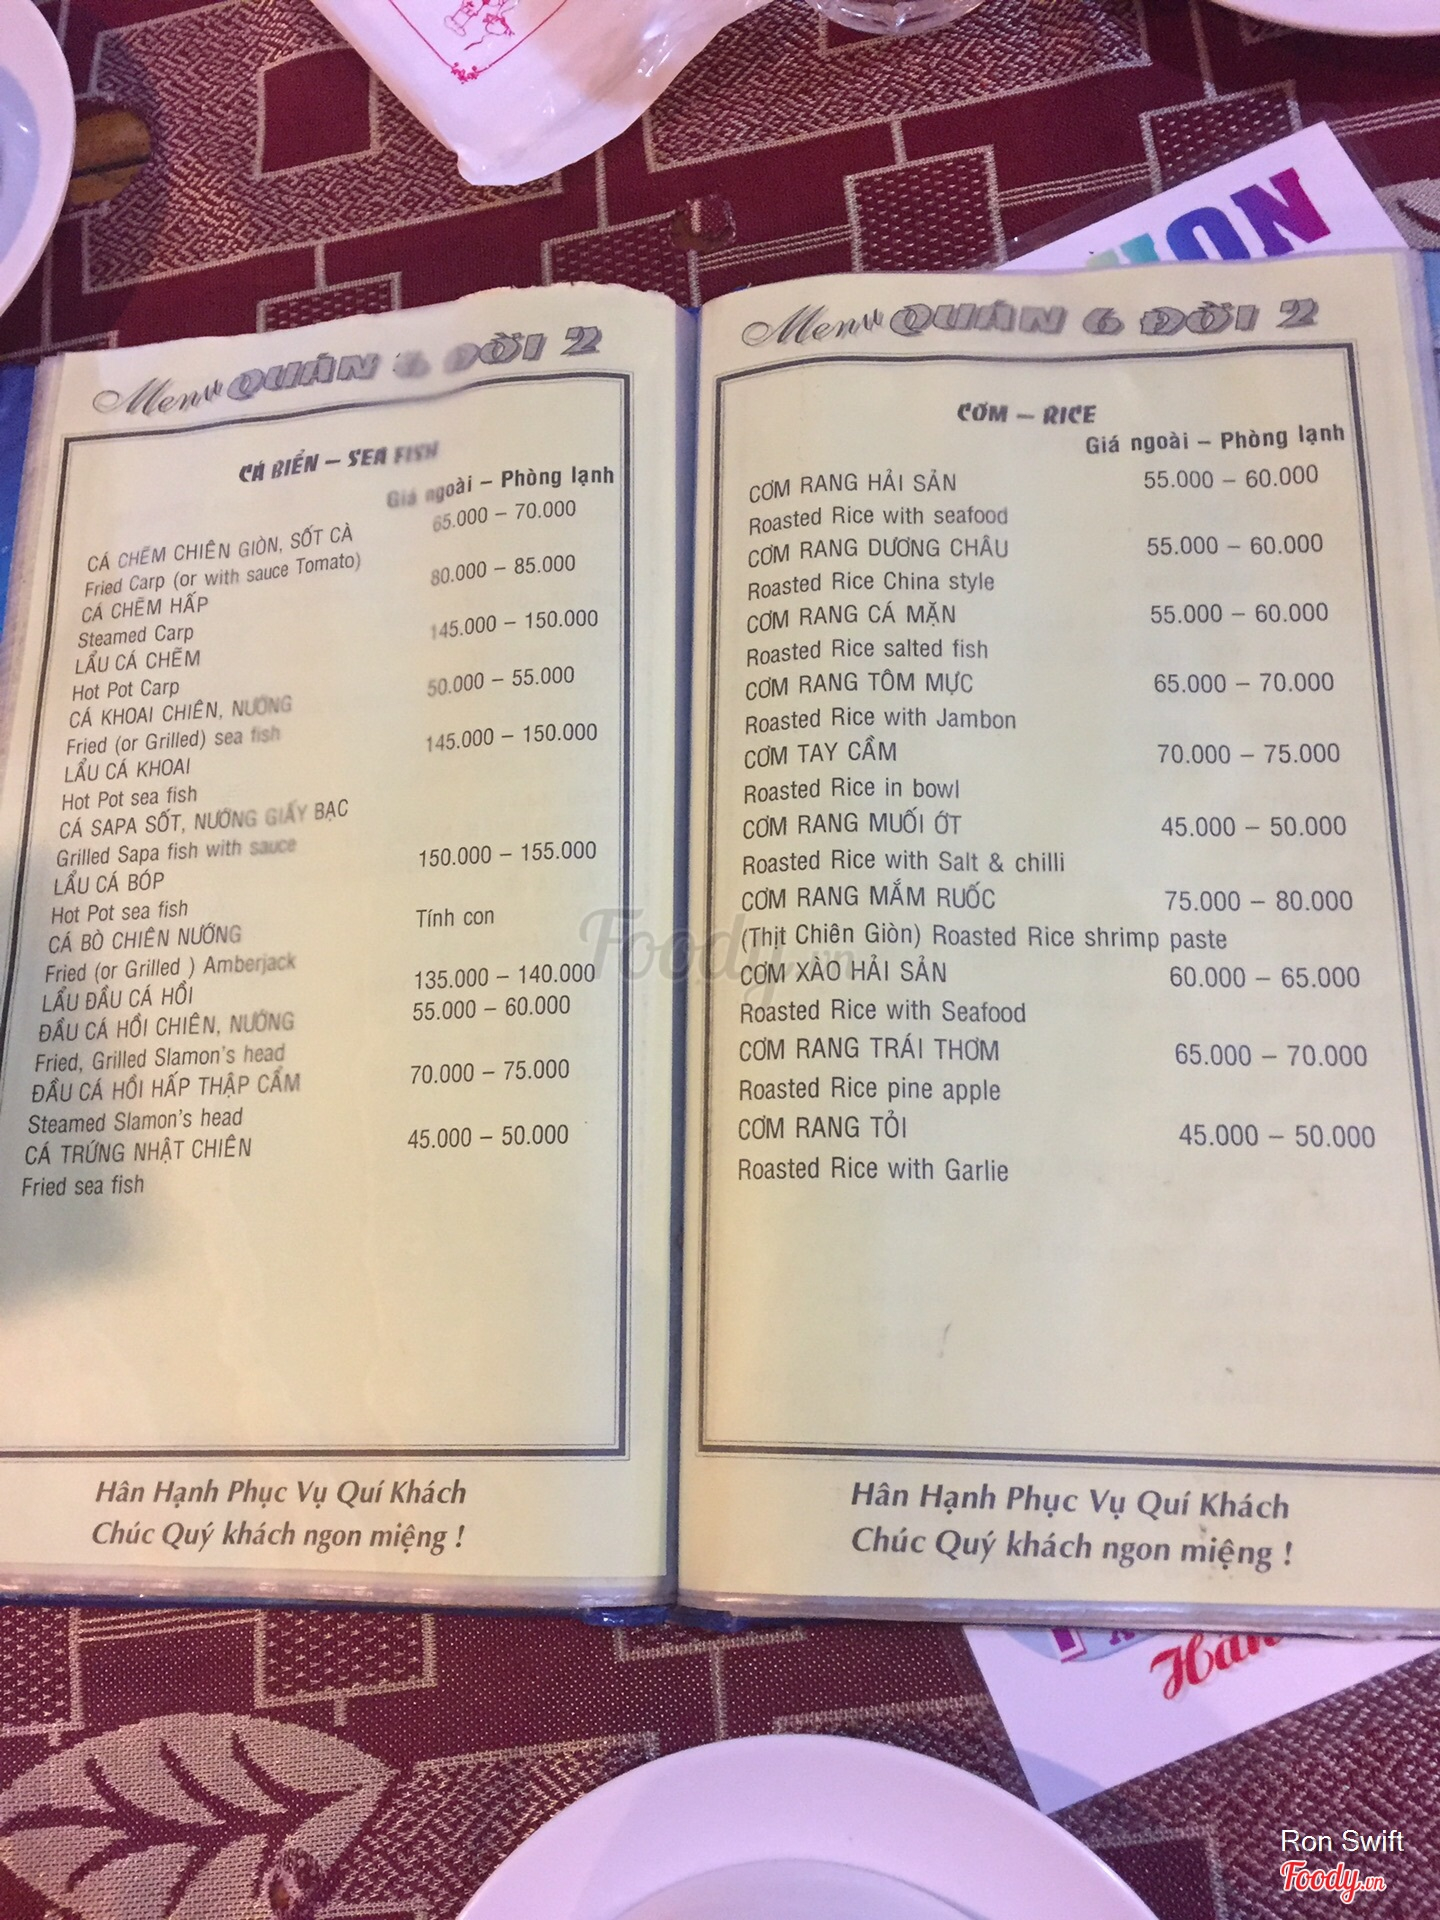 NON
Menu QUÁN 6 ĐỜI 2
CÁ BIỂN – SEA FISH
Giá ngoài – Phòng lạnh
CÁ CHẼM CHIÊN GIÒN, SỐT CÀ 65.000 – 70.000
Fried Carp (or with sauce Tomato)
CÁ CHẼM HẤP 80.000 – 85.000
Steamed Carp
LẨU CÁ CHẼM 145.000 – 150.000
Hot Pot Carp
CÁ KHOAI CHIÊN, NƯỚNG 50.000 – 55.000
Fried (or Grilled) sea fish
LẨU CÁ KHOAI 145.000 – 150.000
Hot Pot sea fish
CÁ SAPA SỐT, NƯỚNG GIẤY BẠC
Grilled Sapa fish with sauce
LẨU CÁ BÓP 150.000 – 155.000
Hot Pot sea fish
CÁ BÒ CHIÊN NƯỚNG Tính con
Fried (or Grilled ) Amberjack
LẨU ĐẦU CÁ HỒI 135.000 – 140.000
ĐẦU CÁ HỒI CHIÊN, NƯỚNG 55.000 – 60.000
Fried, Grilled Slamon's head
ĐẦU CÁ HỒI HẤP THẬP CẨM 70.000 – 75.000
Steamed Slamon's head
CÁ TRỨNG NHẬT CHIÊN 45.000 – 50.000
Fried sea fish
Hân Hạnh Phục Vụ Quí Khách
Chúc Quý khách ngon miệng !
Menu QUÁN 6 ĐỜI 2
CƠM – RICE
Giá ngoài – Phòng lạnh
CƠM RANG HẢI SẢN 55.000 – 60.000
Roasted Rice with seafood
CƠM RANG DƯƠNG CHÂU 55.000 – 60.000
Roasted Rice China style
CƠM RANG CÁ MẶN 55.000 – 60.000
Roasted Rice salted fish
CƠM RANG TÔM MỰC 65.000 – 70.000
Roasted Rice with Jambon
CƠM TAY CẦM 70.000 – 75.000
Roasted Rice in bowl
CƠM RANG MUỐI ỚT 45.000 – 50.000
Roasted Rice with Salt & chilli
CƠM RANG MẮM RUỐC 75.000 – 80.000
(Thịt Chiên Giòn) Roasted Rice shrimp paste
CƠM XÀO HẢI SẢN 60.000 – 65.000
Roasted Rice with Seafood
CƠM RANG TRÁI THƠM 65.000 – 70.000
Roasted Rice pine apple
CƠM RANG TỎI 45.000 – 50.000
Roasted Rice with Garlie
Hân Hạnh Phục Vụ Quí Khách
Chúc Quý khách ngon miệng !
Foody.vn
Ron Swift
Foody.vn